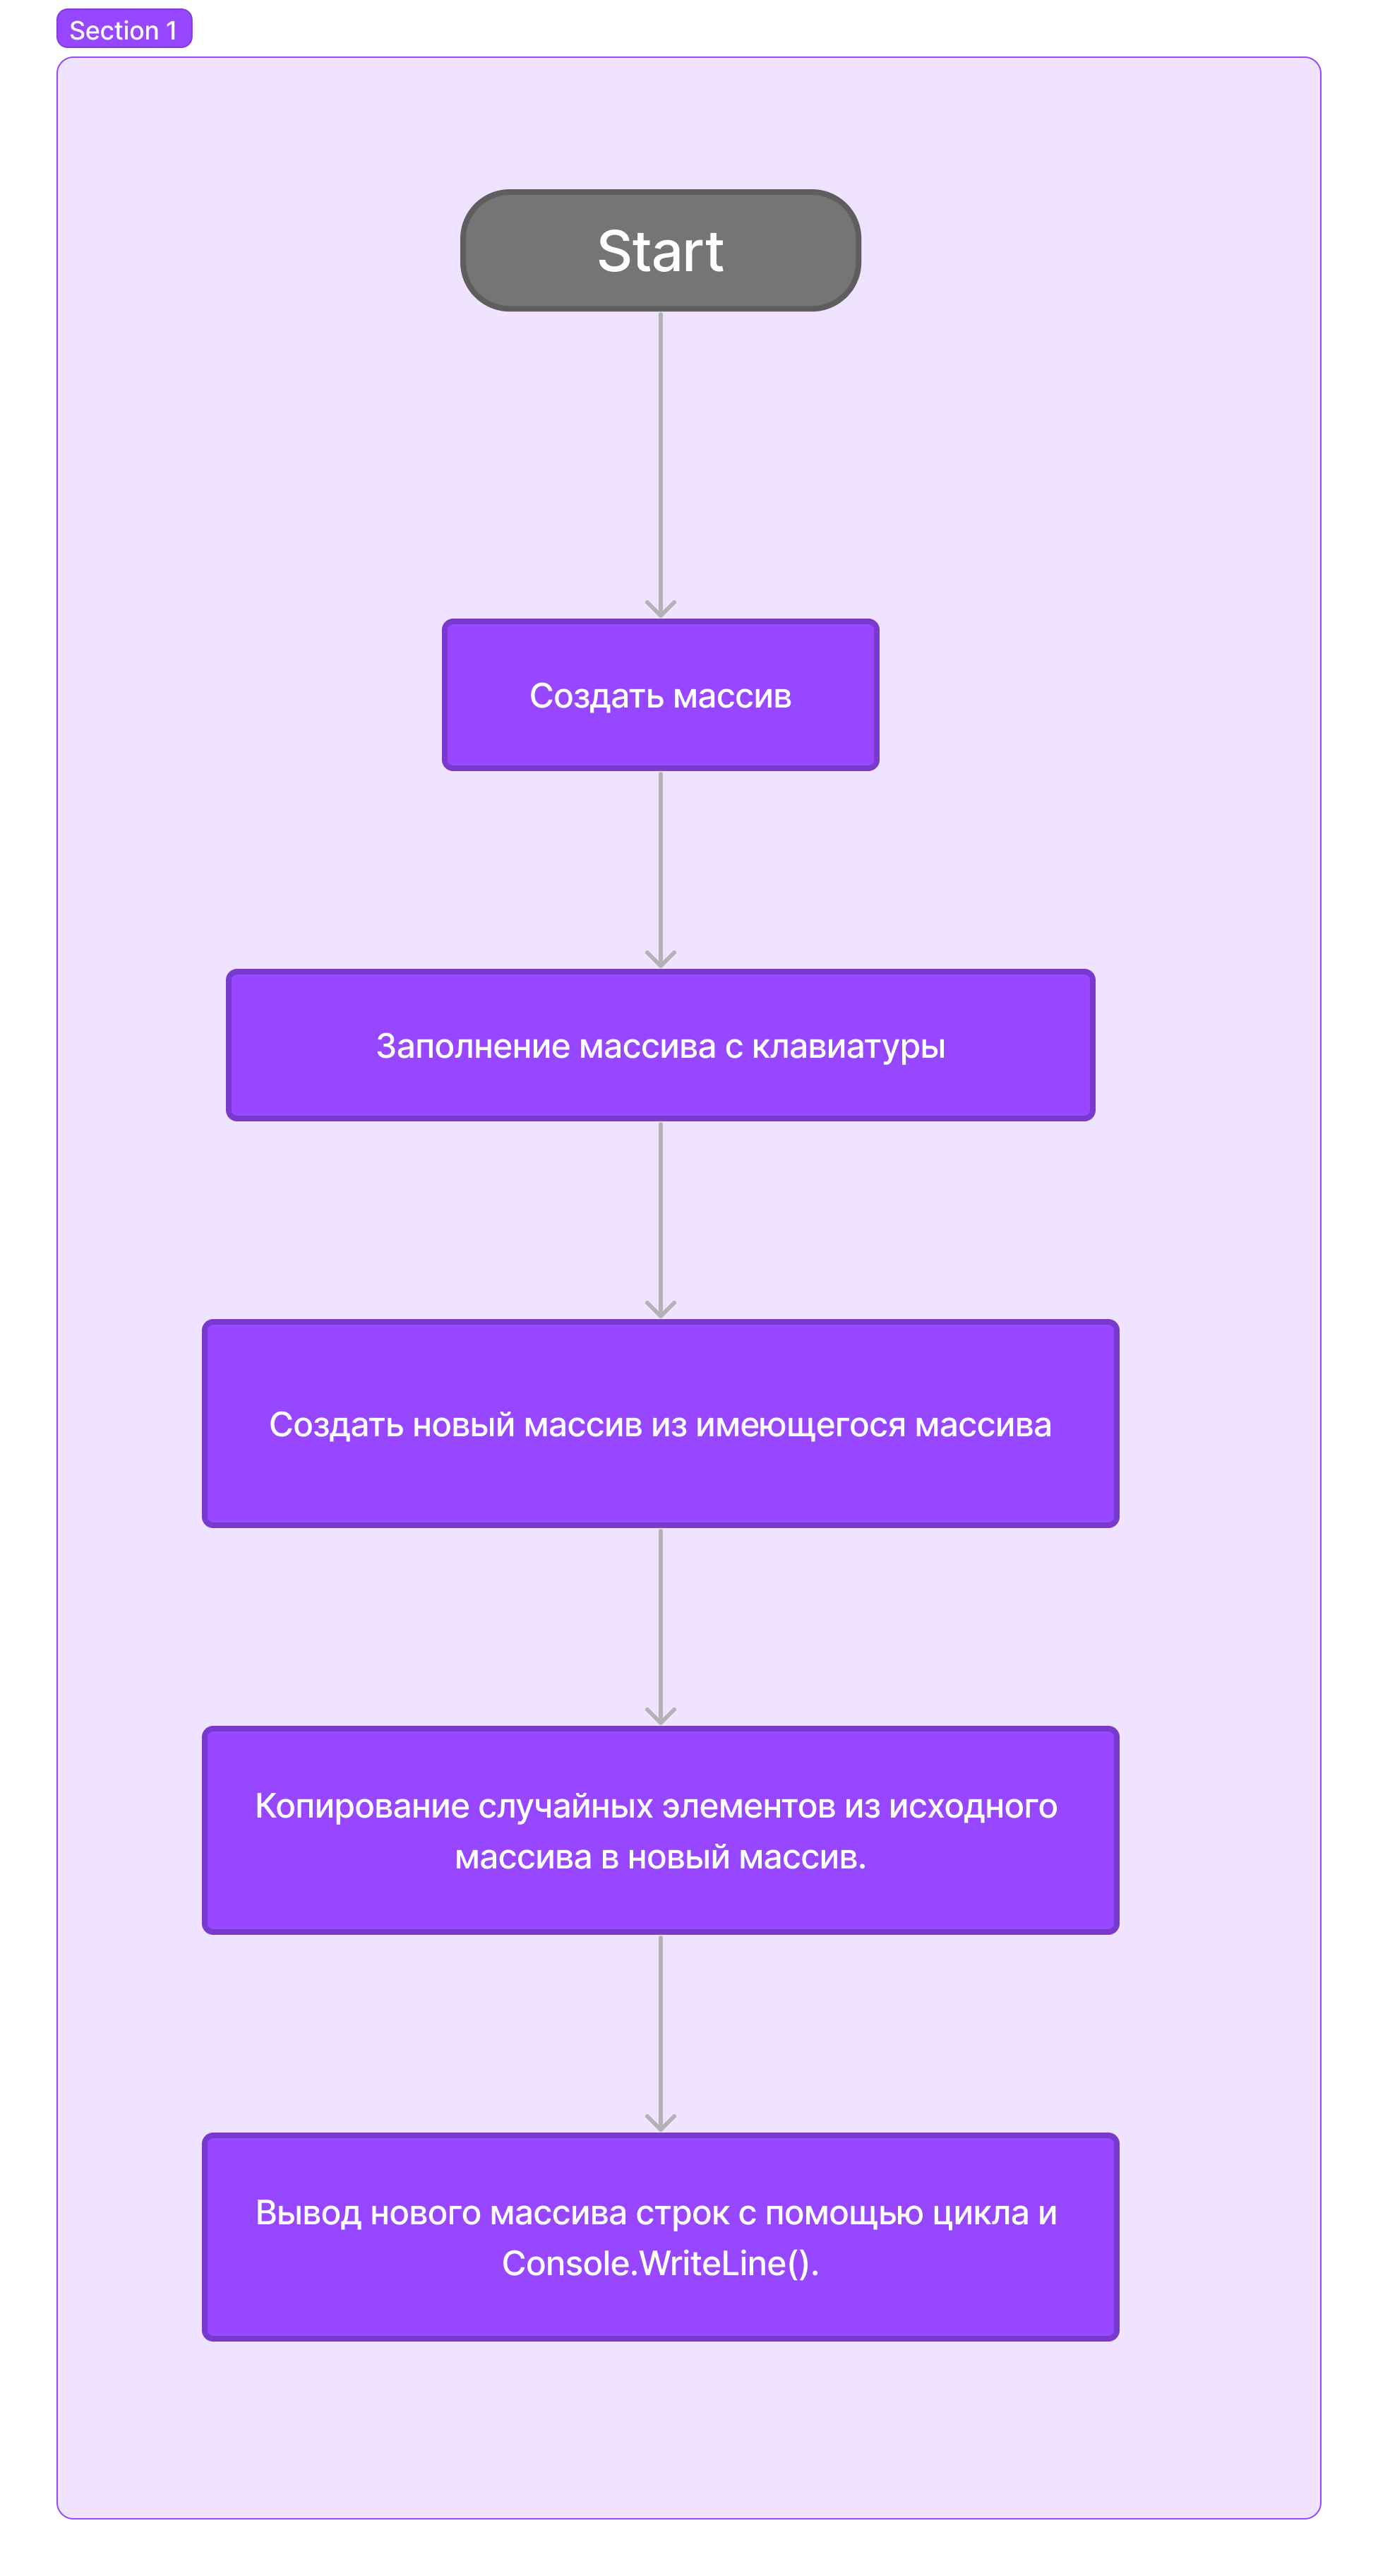 Section 1
Start
Создать массив
Заполнение массива с клавиатуры
Создать новый массив из имеющегося массива
Копирование случайных элементов из исходного
массива в новый массив.
Вывод нового массива строк с помощью цикла и
Console.WriteLine().